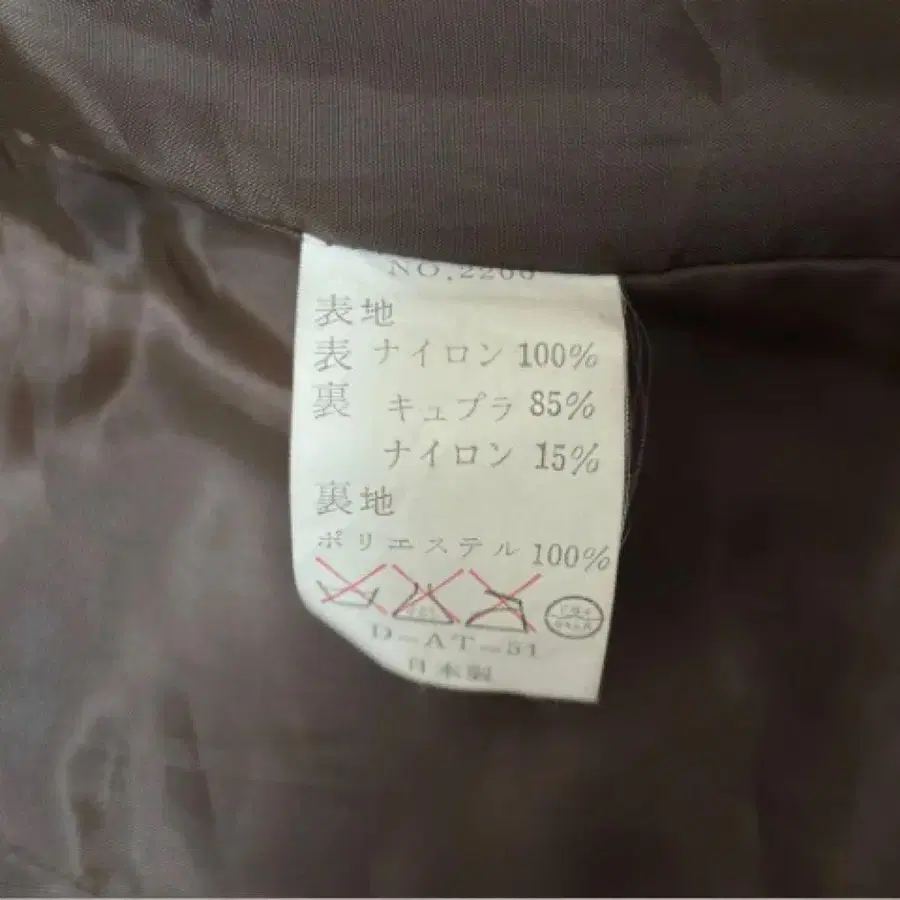 NO.2200
表地
表 ナイロン 100%
裏 キュプラ 85%
ナイロン 15%
裏地
ポリエステル 100%
D-AT-51
日本製